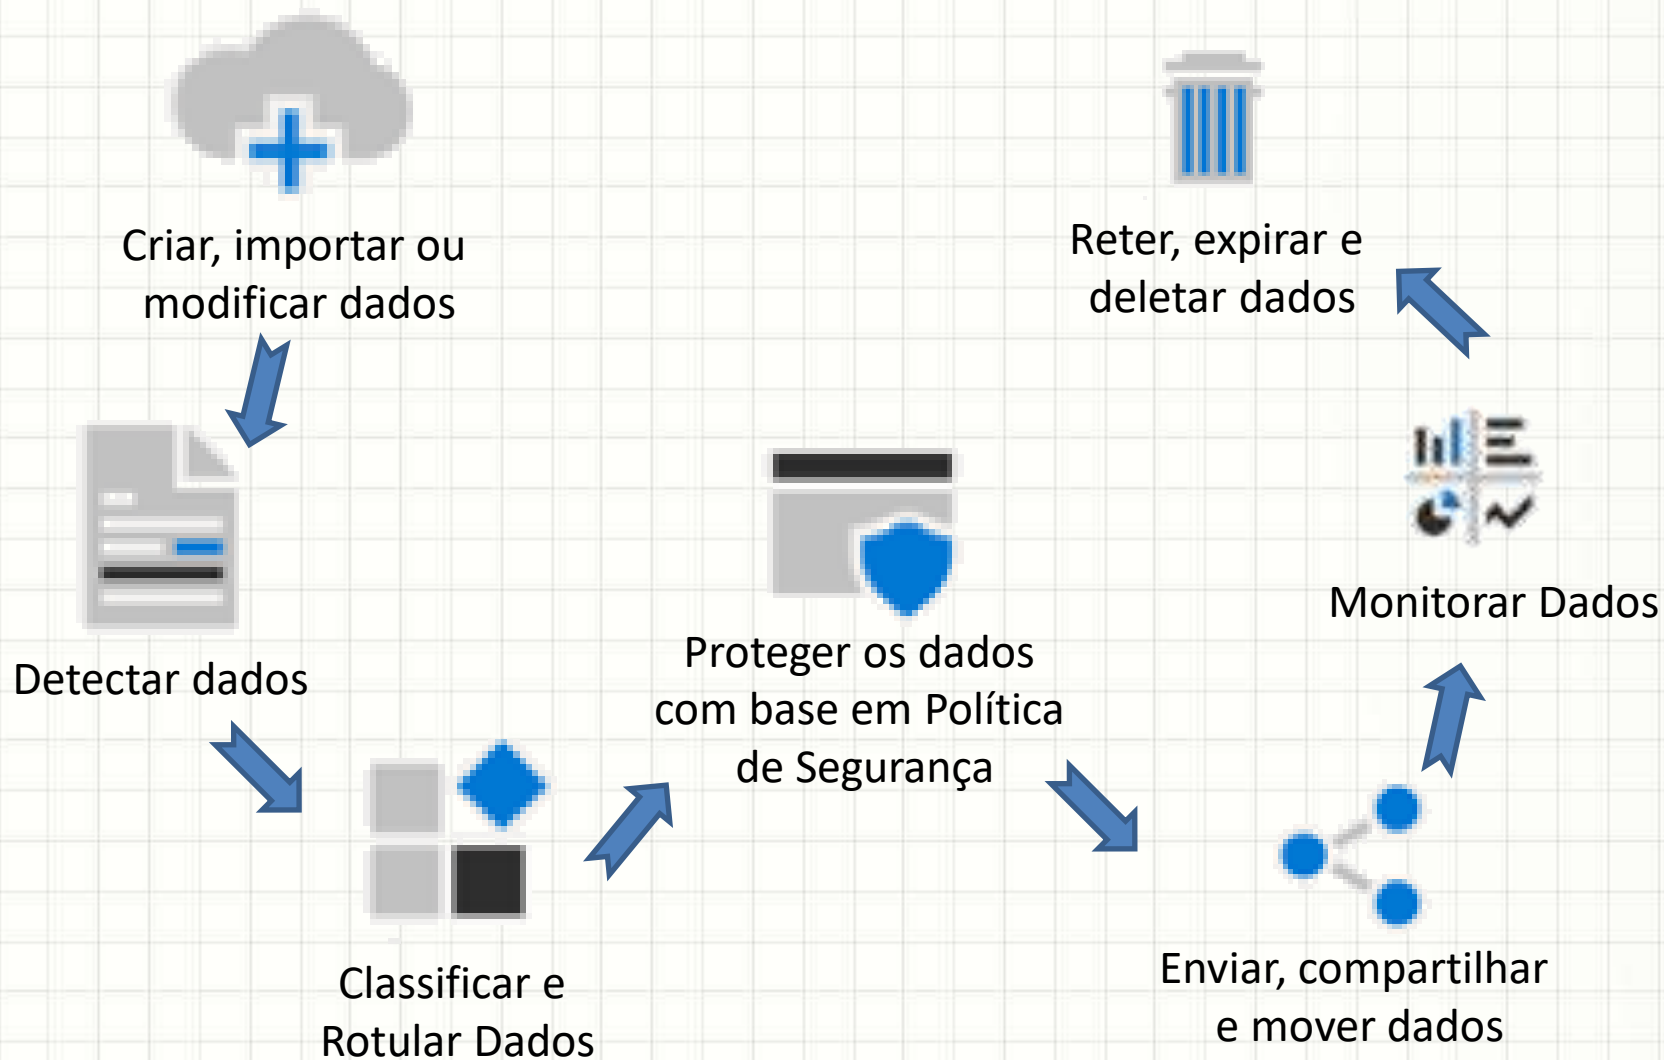 Criar, importar ou
modificar dados
Detectar dados
Classificar e
Rotular Dados
Proteger os dados
com base em Política
de Segurança
Enviar, compartilhar
e mover dados
Monitorar Dados
Reter, expirar e
deletar dados